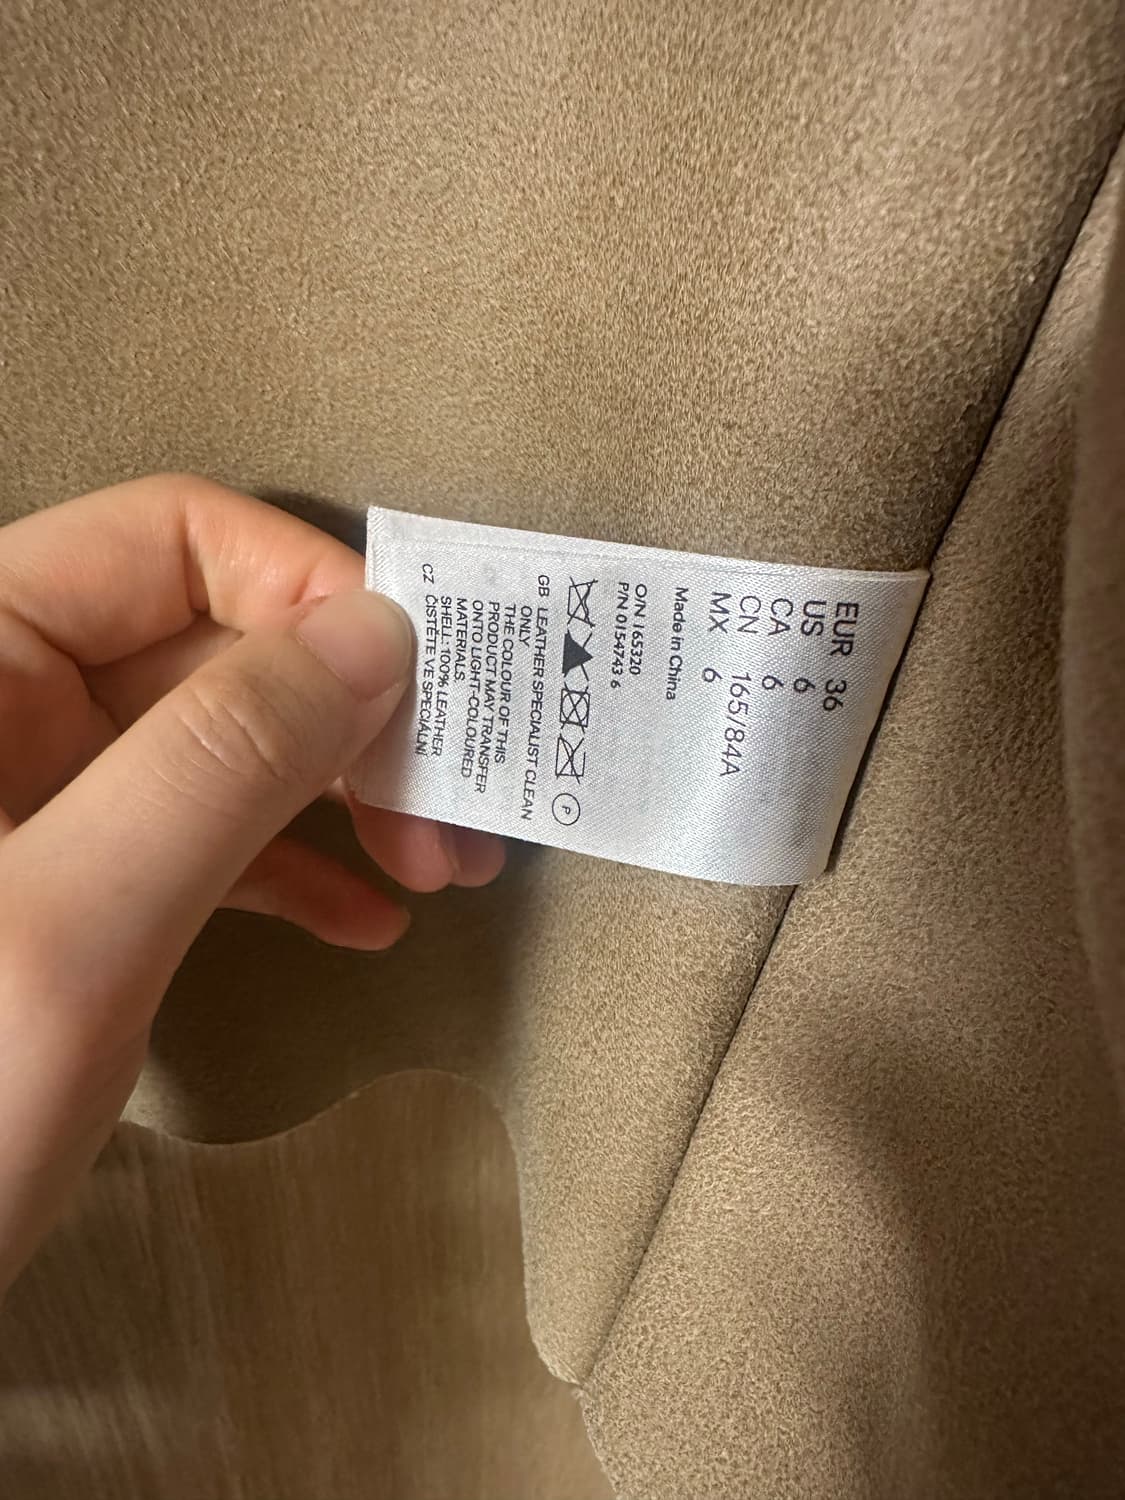 EUR 36
US 6
CA 6
CN 165/84A
MX 6
Made in China
O/N 165320
P/N 0154743 6
P
GB LEATHER SPECIALIST CLEAN
ONLY
THE COLOUR OF THIS
PRODUCT MAY TRANSFER
ONTO LIGHT-COLOURED
MATERIALS.
SHELL: 100% LEATHER
CZ ČISTĚTE VE SPECIÁLNÍ